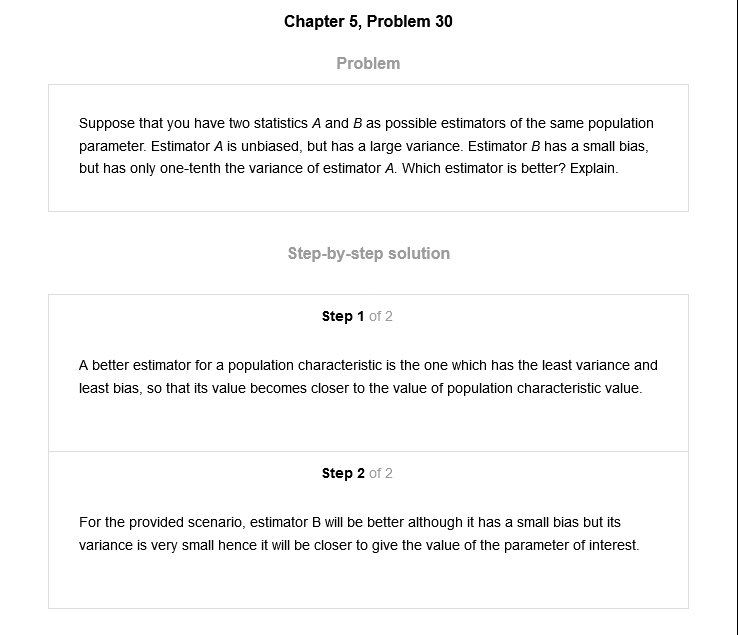 Chapter 5, Problem 30
Problem
Suppose that you have two statistics A and B as possible estimators of the same population
parameter. Estimator A is unbiased, but has a large variance. Estimator B has a small bias,
but has only one-tenth the variance of estimator A. Which estimator is better? Explain.
Step-by-step solution
Step 1 of 2
A better estimator for a population characteristic is the one which has the least variance and
least bias, so that its value becomes closer to the value of population characteristic value.
Step 2 of 2
For the provided scenario, estimator B will be better although it has a small bias but its
variance is very small hence it will be closer to give the value of the parameter of interest.